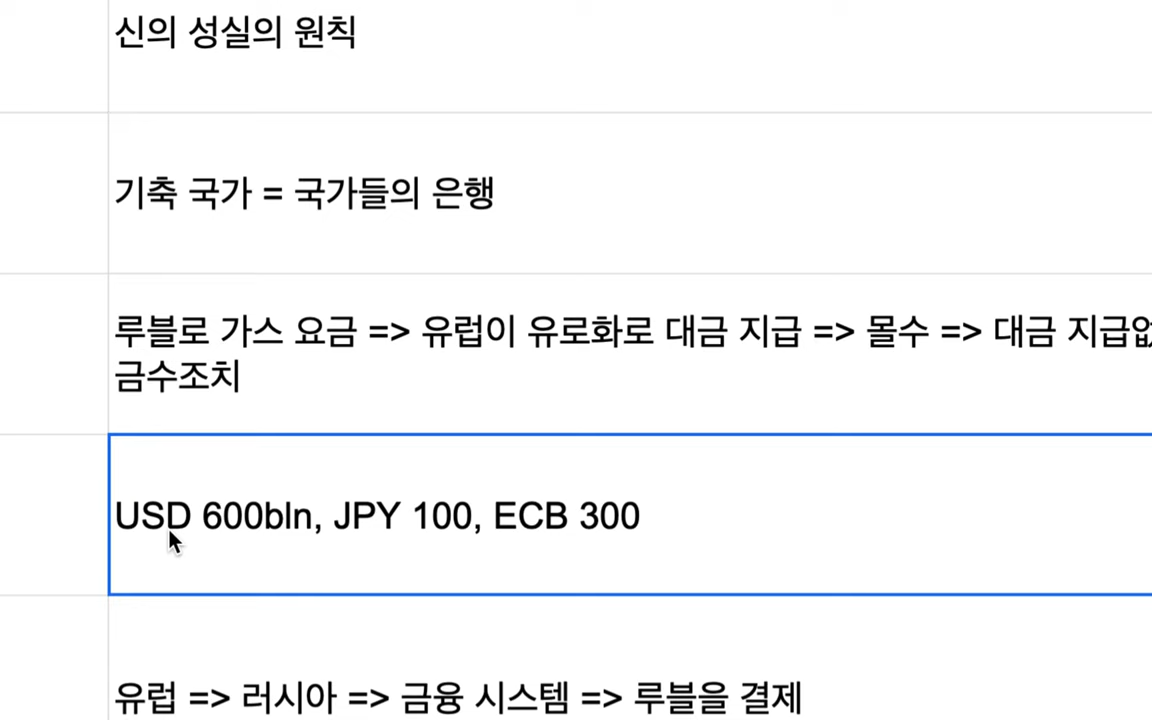 신의 성실의 원칙
기축 국가 = 국가들의 은행
루블로 가스 요금 => 유럽이 유로화로 대금 지급 => 몰수 => 대금
금수조치
USD 600bln, JPY 100, ECB 300
유럽 => 러시아 => 금융 시스템 => 루블을 결제